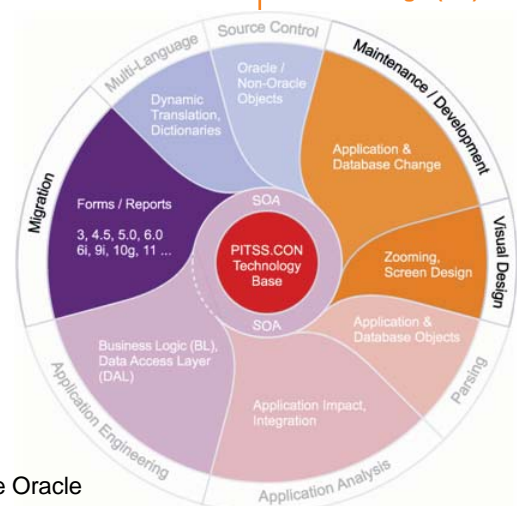 Source Control
Multi-Language
Maintenance / Development
Oracle /
Non-Oracle
Objects
Dynamic
Translation,
Dictionaries
Application &
Database Change
Migration
Forms / Reports
3, 4.5, 5.0, 6.0
6i, 9i, 10g, 11 ...
SOA
PITSS.CON
Technology
Base
SOA
Visual Design
Zooming,
Screen Design
Application &
Database Objects
Parsing
Business Logic (BL),
Data Access Layer
(DAL)
Application Impact,
Integration
Application Engineering
Application Analysis
e Oracle